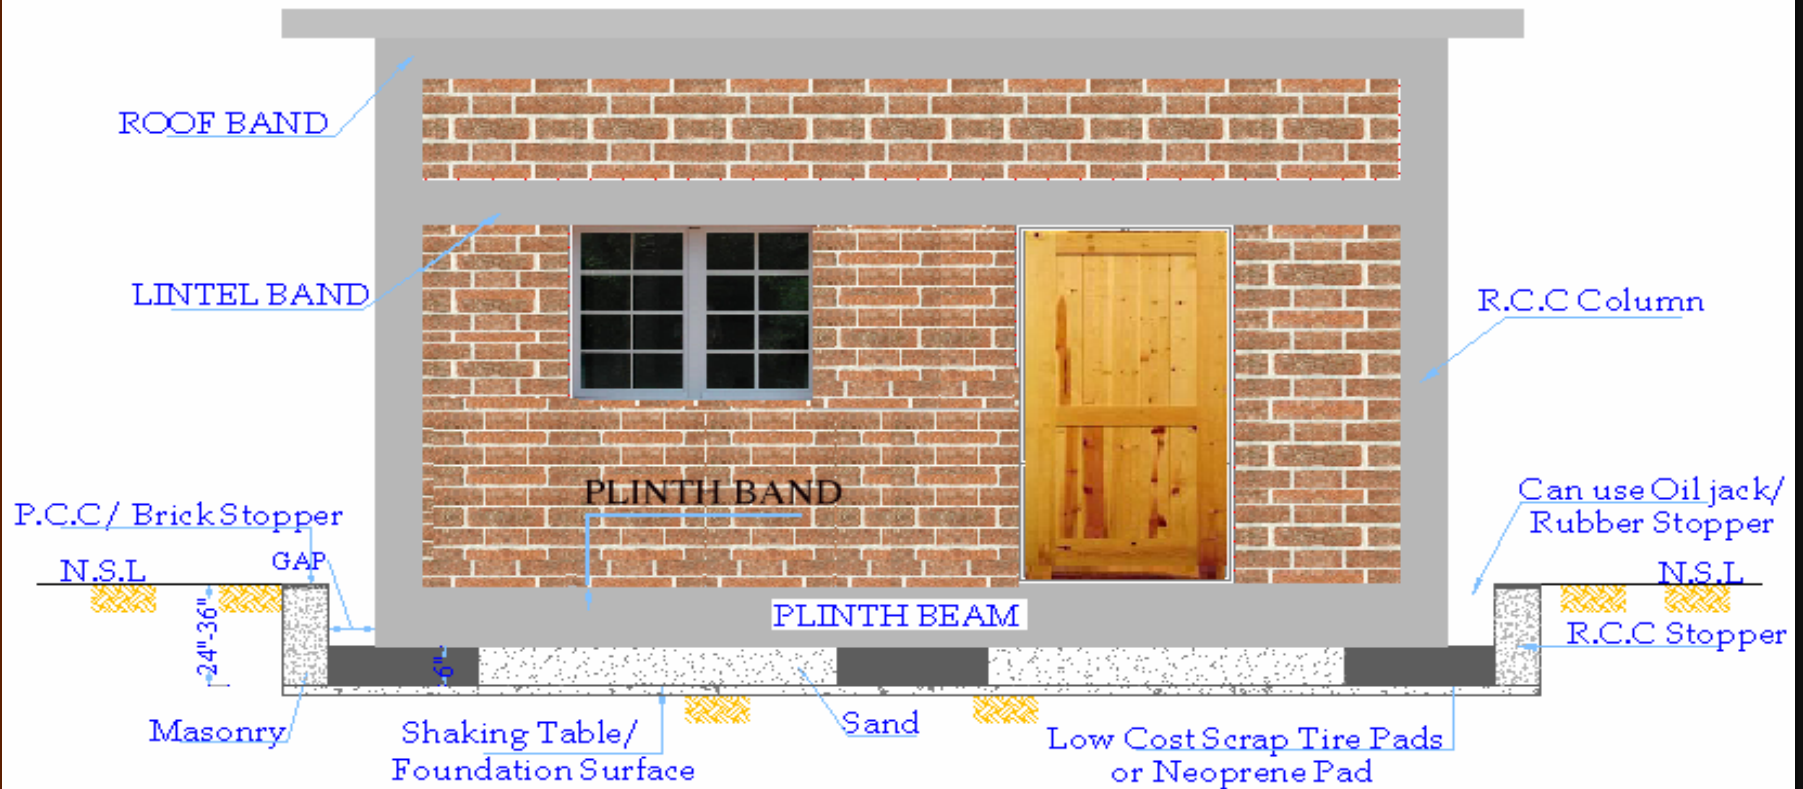 ROOF BAND
LINTEL BAND
R.C.C Column
PLINTH BAND
Can use Oil jack/
Rubber Stopper
P.C.C/ Brick Stopper
GAP
N.S.L
N.S.L
24"-36"
PLINTH BEAM
R.C.C Stopper
6"
Masonry
Shaking Table/
Foundation Surface
Sand
Low Cost Scrap Tire Pads
or Neoprene Pad